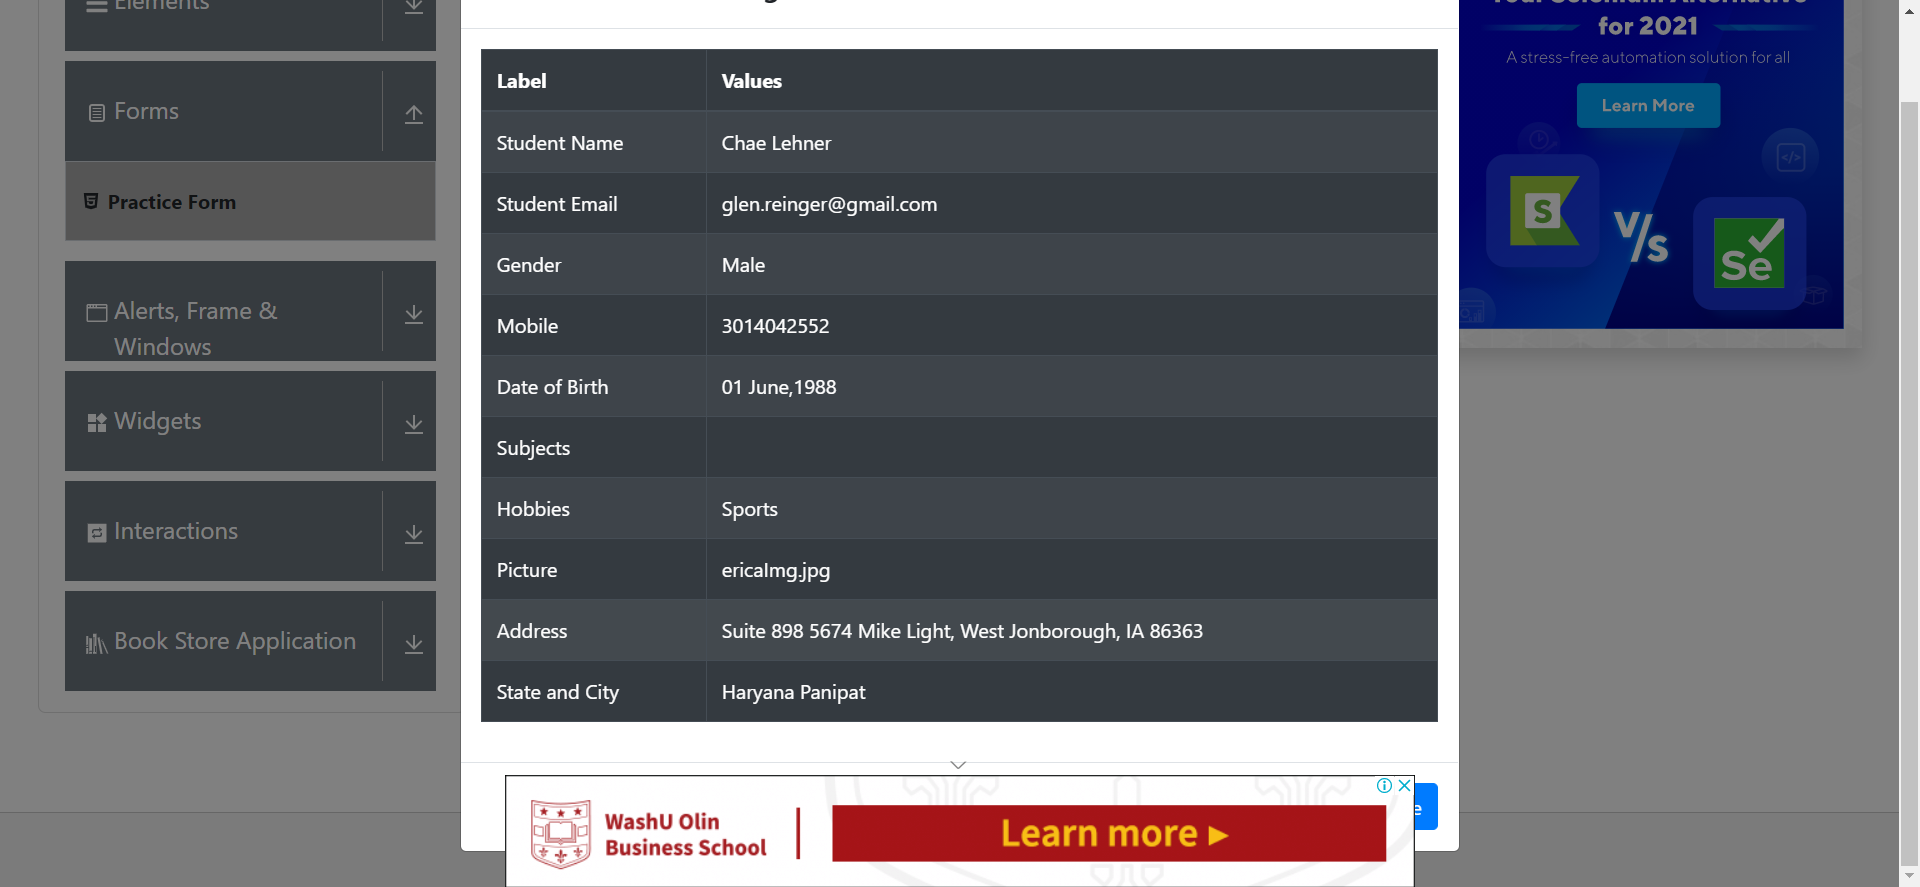 Elements
Forms
Practice Form
Alerts, Frame &
Windows
Widgets
Interactions
Book Store Application
Label Values
Student Name Chae Lehner
Student Email glen.reinger@gmail.com
Gender Male
Mobile 3014042552
Date of Birth 01 June,1988
Subjects
Hobbies Sports
Picture ericaImg.jpg
Address Suite 898 5674 Mike Light, West Jonborough, IA 86363
State and City Haryana Panipat
for 2021
A stress-free automation solution for all
Learn More
S
V/s
Se
</>
WashU Olin
Business School
Learn more ►
e